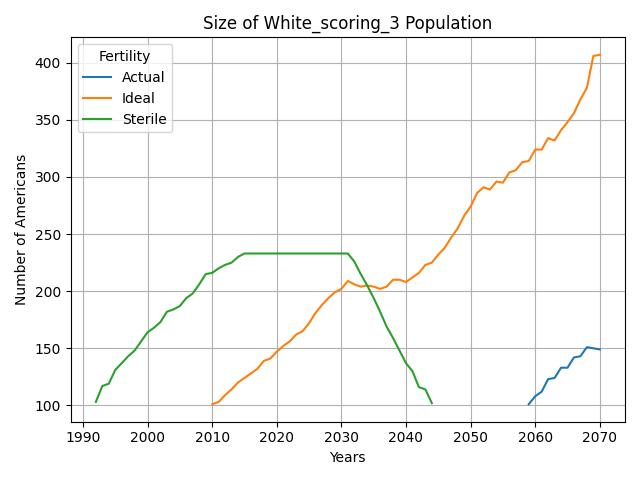 Size of White_scoring_3 Population
Fertility
Actual
Ideal
Sterile
Number of Americans
400
350
300
250
200
150
100
1990 2000 2010 2020 2030 2040 2050 2060 2070
Years